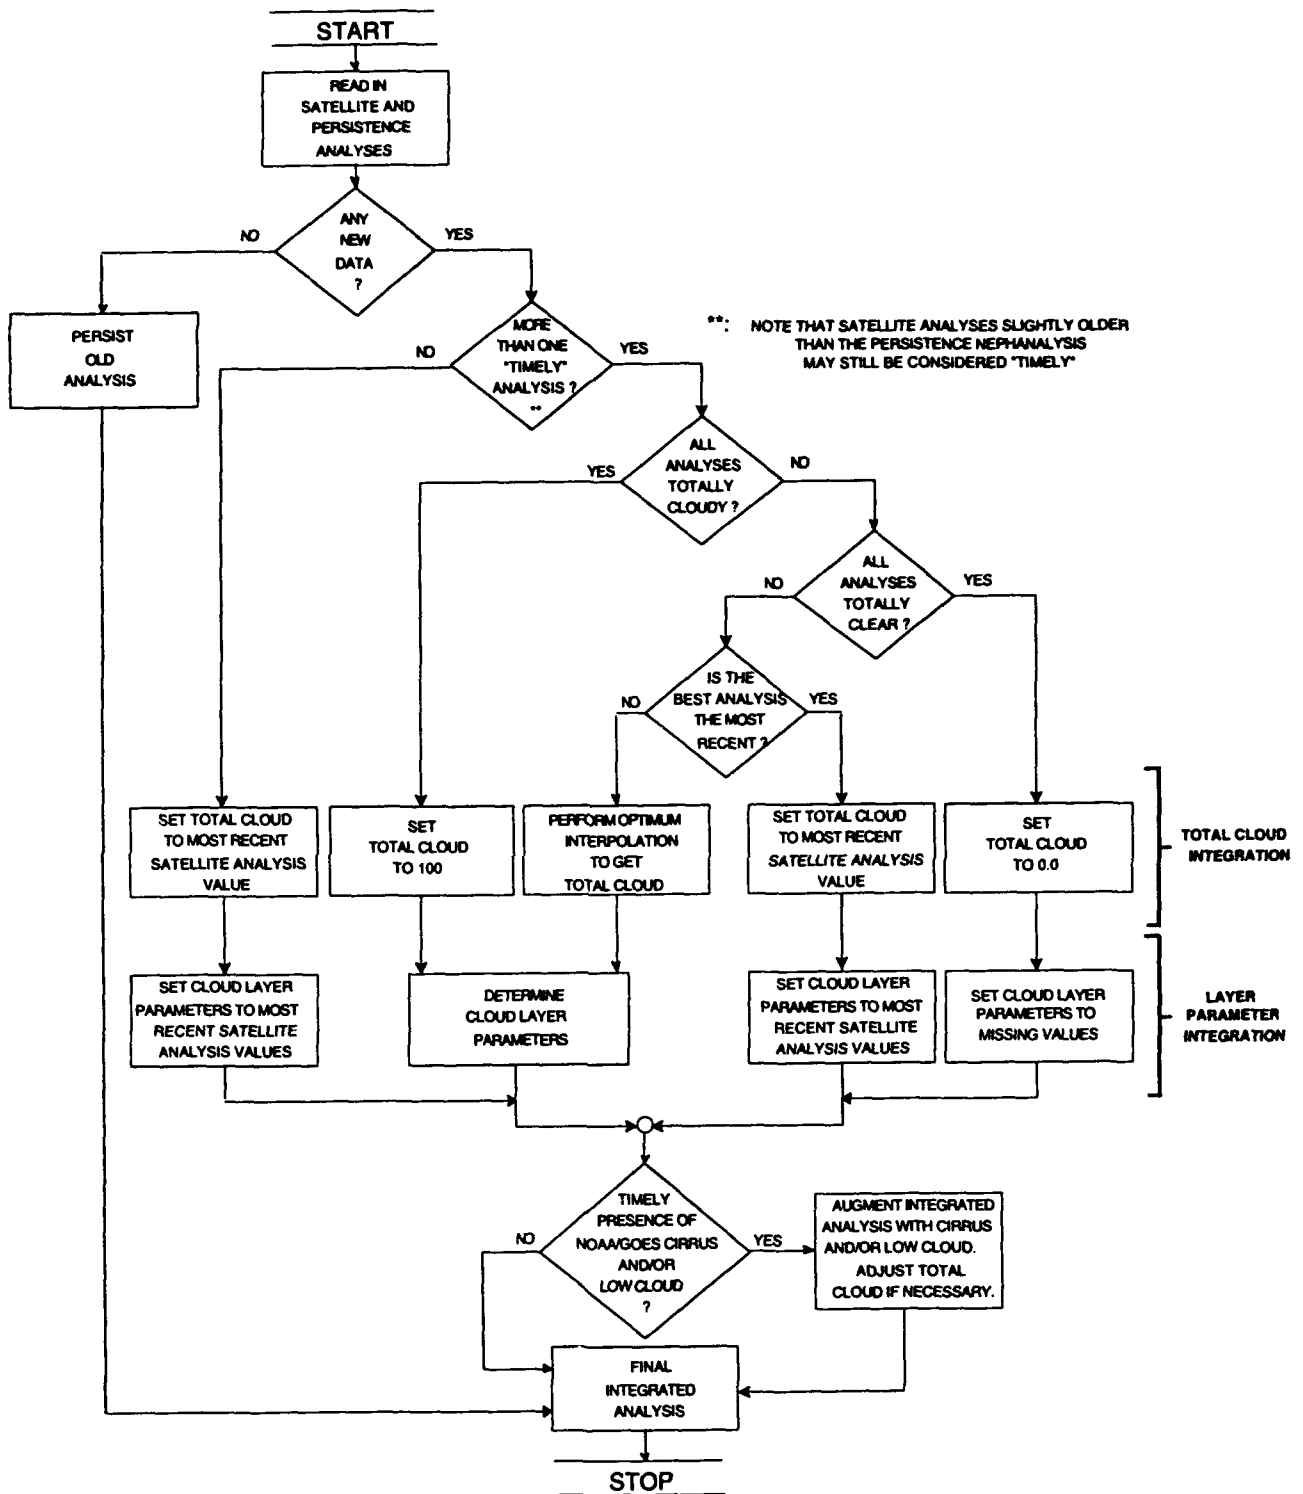 START
READ IN
SATELLITE AND
PERSISTENCE
ANALYSES
ANY
NEW
DATA
?
NO
YES
PERSIST
OLD
ANALYSIS
MORE
THAN ONE
"TIMELY"
ANALYSIS ?
**
NO
YES
**: NOTE THAT SATELLITE ANALYSES SLIGHTLY OLDER
THAN THE PERSISTENCE NEPHANALYSIS
MAY STILL BE CONSIDERED "TIMELY"
ALL
ANALYSES
TOTALLY
CLOUDY ?
YES
NO
ALL
ANALYSES
TOTALLY
CLEAR ?
NO
YES
IS THE
BEST ANALYSIS
THE MOST
RECENT ?
NO
YES
SET TOTAL CLOUD
TO MOST RECENT
SATELLITE ANALYSIS
VALUE
SET
TOTAL CLOUD
TO 100
PERFORM OPTIMUM
INTERPOLATION
TO GET
TOTAL CLOUD
SET TOTAL CLOUD
TO MOST RECENT
SATELLITE ANALYSIS
VALUE
SET
TOTAL CLOUD
TO 0.0
TOTAL CLOUD
INTEGRATION
SET CLOUD LAYER
PARAMETERS TO MOST
RECENT SATELLITE
ANALYSIS VALUES
DETERMINE
CLOUD LAYER
PARAMETERS
SET CLOUD LAYER
PARAMETERS TO MOST
RECENT SATELLITE
ANALYSIS VALUES
SET CLOUD LAYER
PARAMETERS TO
MISSING VALUES
LAYER
PARAMETER
INTEGRATION
TIMELY
PRESENCE OF
NOAA/GOES CIRRUS
AND/OR
LOW CLOUD
?
NO
YES
AUGMENT INTEGRATED
ANALYSIS WITH CIRRUS
AND/OR LOW CLOUD.
ADJUST TOTAL
CLOUD IF NECESSARY.
FINAL
INTEGRATED
ANALYSIS
STOP